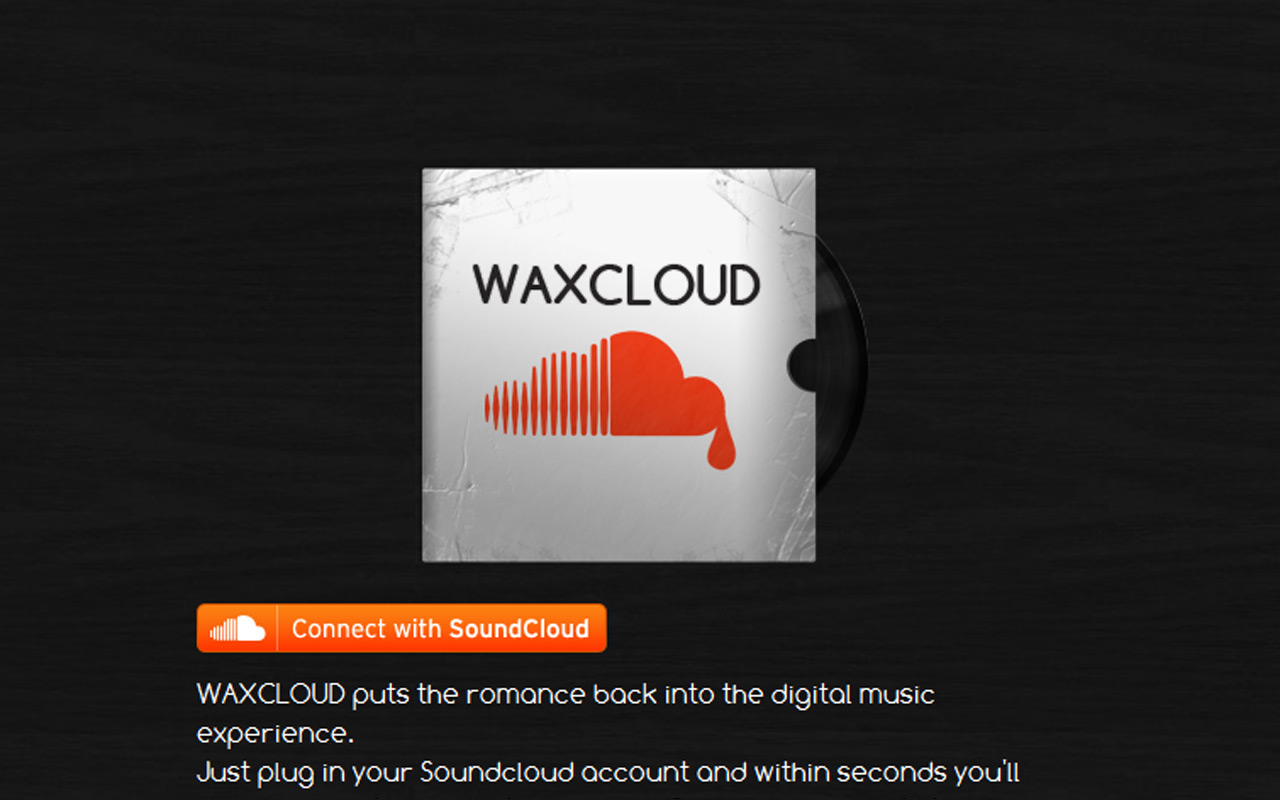 WAXCLOUD
Connect with SoundCloud
WAXCLOUD puts the romance back into the digital music
experience.
Just plug in your Soundcloud account and within seconds you'll